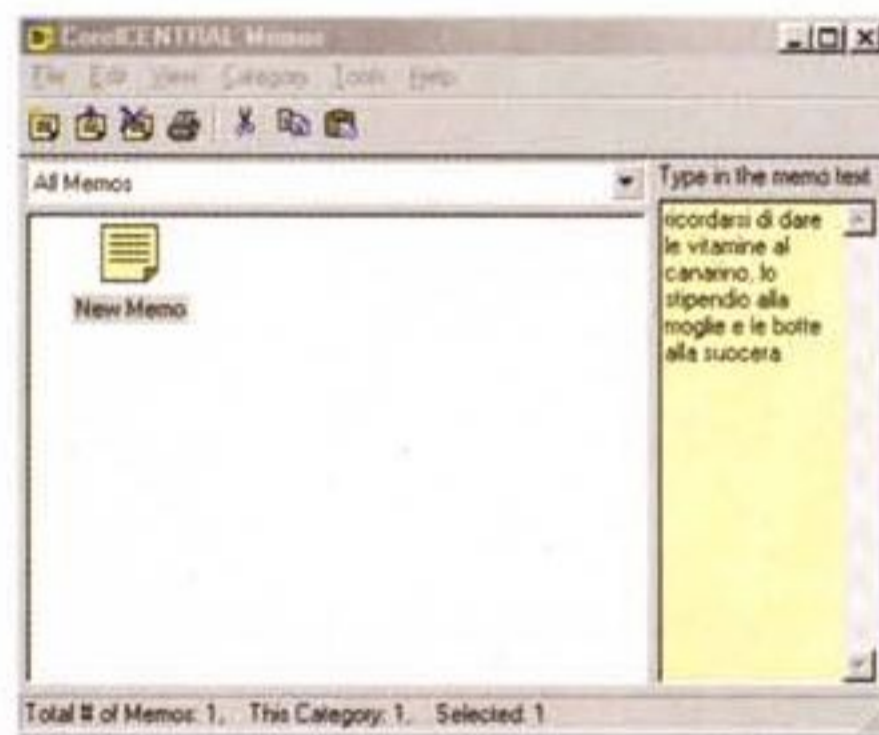 CorelCENTRAL Memos
File Edit View Category Tools Help
All Memos
Type in the memo text
New Memo
ricordarsi di dare
le vitamine al
canarino, lo
stipendio alla
moglie e le botte
alla suocera
Total # of Memos: 1, This Category: 1, Selected: 1